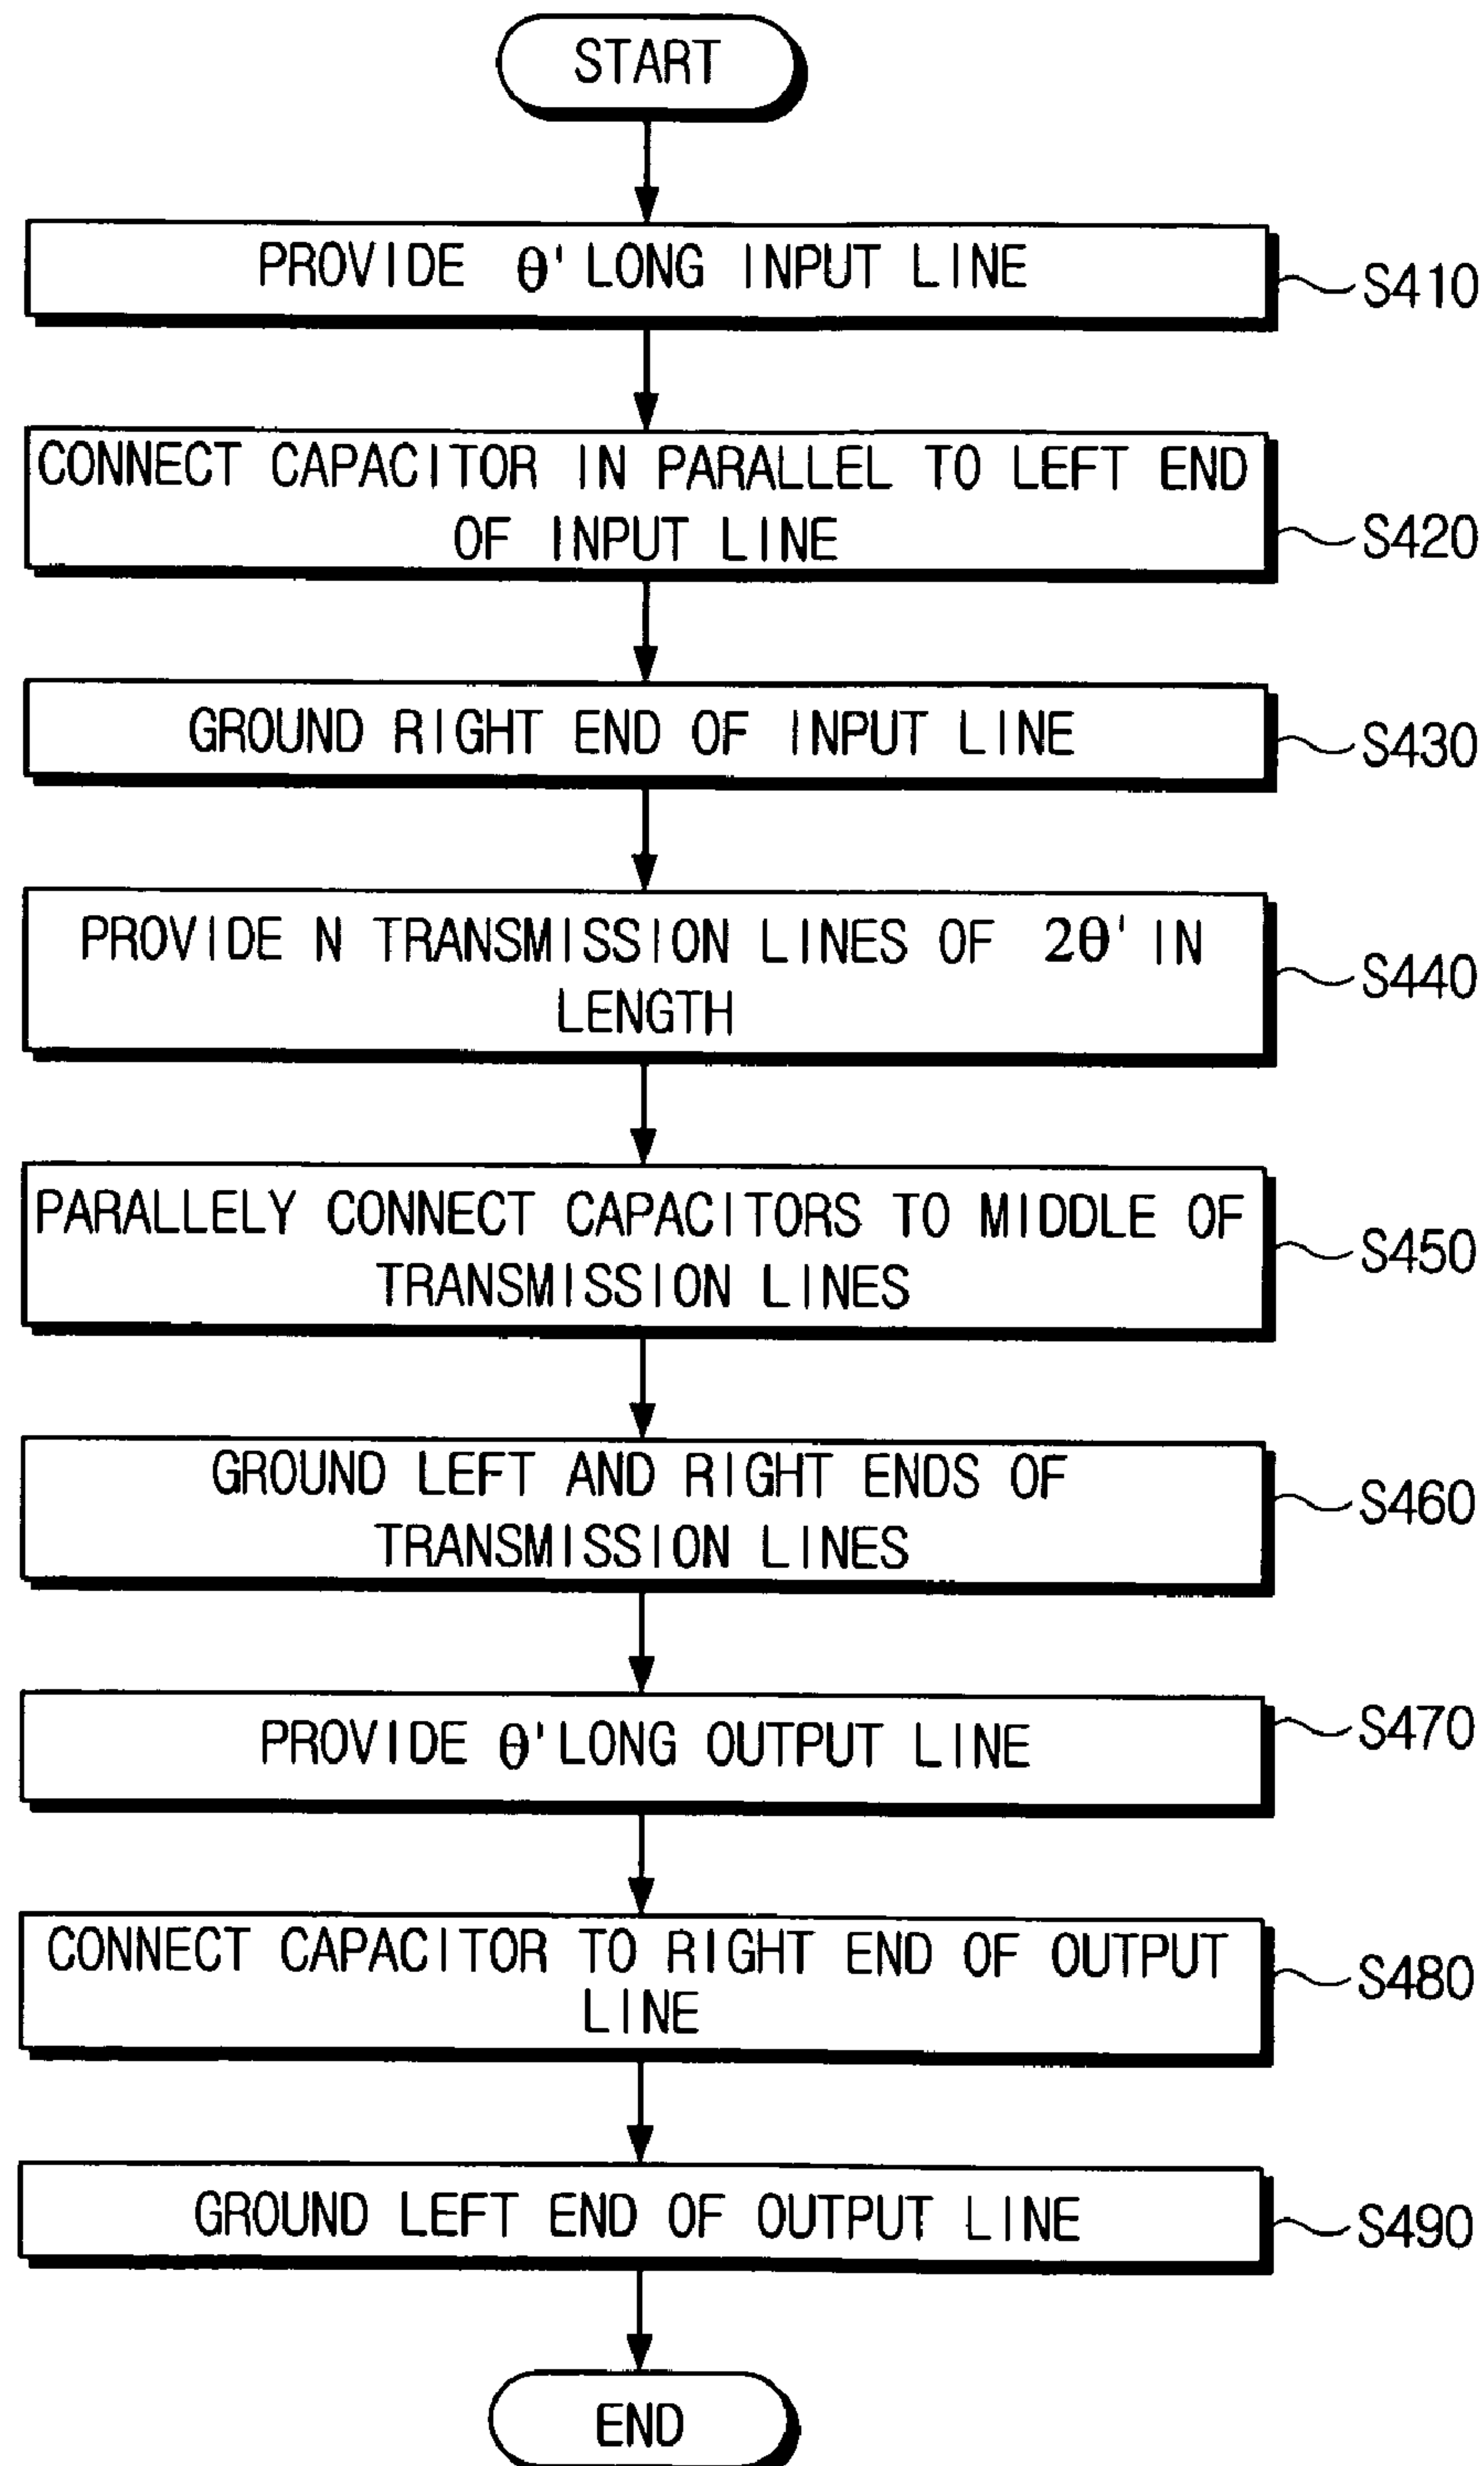 START
PROVIDE θ' LONG INPUT LINE
S410
CONNECT CAPACITOR IN PARALLEL TO LEFT END
OF INPUT LINE
S420
GROUND RIGHT END OF INPUT LINE
S430
PROVIDE N TRANSMISSION LINES OF 2θ' IN
LENGTH
S440
PARALLELY CONNECT CAPACITORS TO MIDDLE OF
TRANSMISSION LINES
S450
GROUND LEFT AND RIGHT ENDS OF
TRANSMISSION LINES
S460
PROVIDE θ' LONG OUTPUT LINE
S470
CONNECT CAPACITOR TO RIGHT END OF OUTPUT
LINE
S480
GROUND LEFT END OF OUTPUT LINE
S490
END